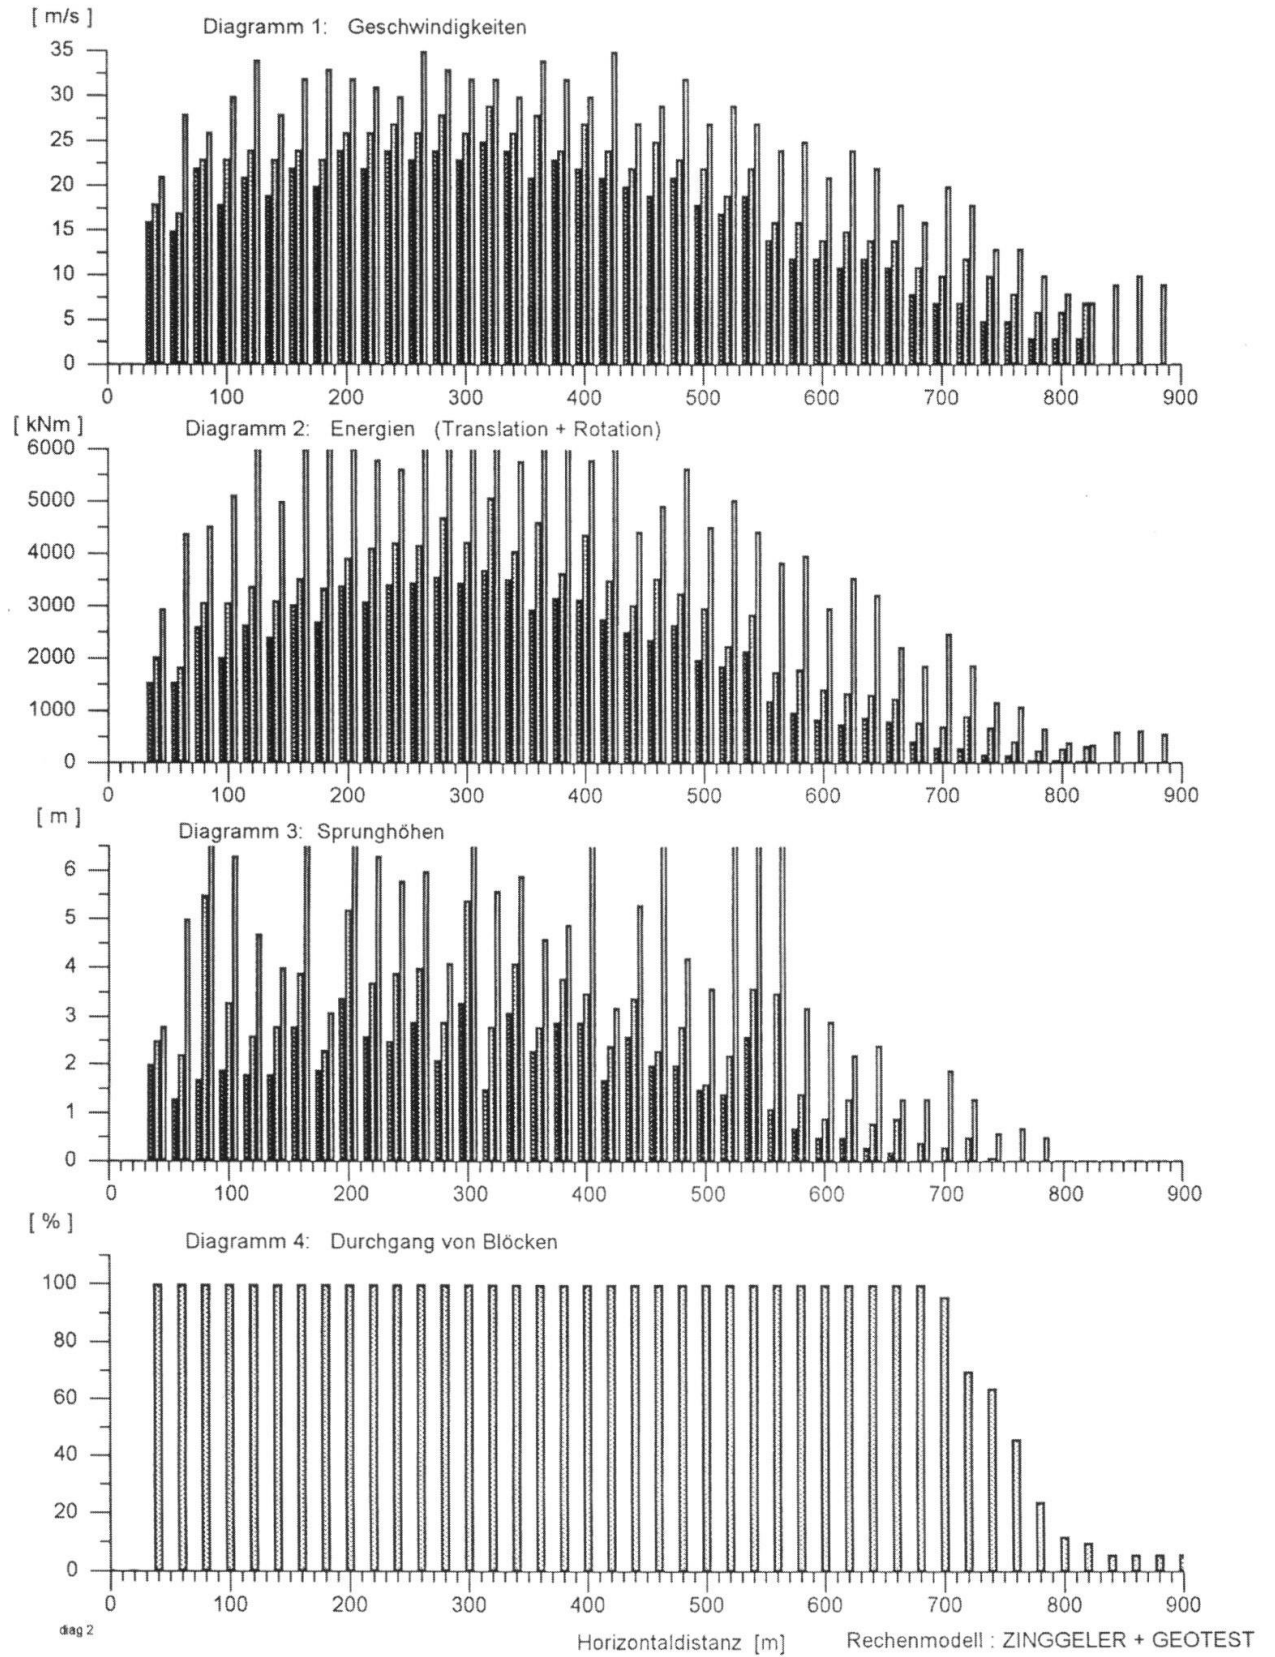 [ m/s ]
Diagramm 1: Geschwindigkeiten
35
30
25
20
15
10
5
0
0 100 200 300 400 500 600 700 800 900
[ kNm ]
Diagramm 2: Energien (Translation + Rotation)
6000
5000
4000
3000
2000
1000
0
0 100 200 300 400 500 600 700 800 900
[ m ]
Diagramm 3: Sprunghöhen
6
5
4
3
2
1
0
0 100 200 300 400 500 600 700 800 900
[ % ]
Diagramm 4: Durchgang von Blöcken
100
80
60
40
20
0
0 100 200 300 400 500 600 700 800 900
diag 2
Horizontaldistanz [m]
Rechenmodell : ZINGGELER + GEOTEST